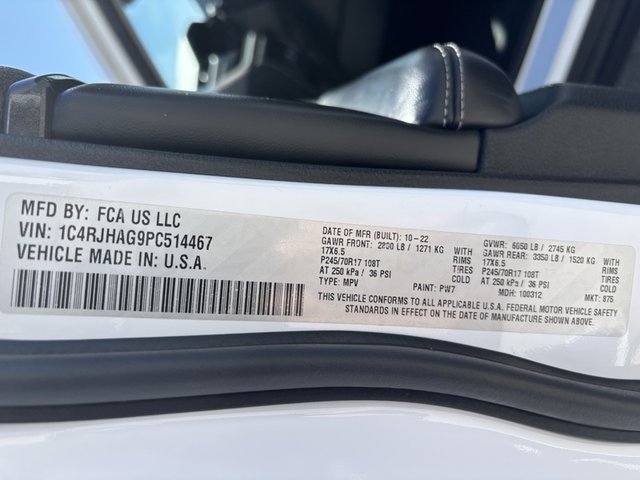 MFD BY: FCA US LLC
VIN: 1C4RJHAG9PC514467
VEHICLE MADE IN: U.S.A.
DATE OF MFR (BUILT): 10-22
GAWR FRONT: 2800 LB / 1271 KG
17X6.5 WITH RIMS
P245/70R17 108T TIRES
AT 250 kPa / 36 PSI COLD
TYPE: MPV PAINT: PW7
GVWR: 6050 LB / 2745 KG
GAWR REAR: 3350 LB / 1520 KG
17X6.5 WITH RIMS
P245/70R17 108T TIRES
AT 250 kPa / 36 PSI COLD
MDH: 100312 MKT: 875
THIS VEHICLE CONFORMS TO ALL APPLICABLE U.S.A. FEDERAL MOTOR VEHICLE SAFETY
STANDARDS IN EFFECT ON THE DATE OF MANUFACTURE SHOWN ABOVE.